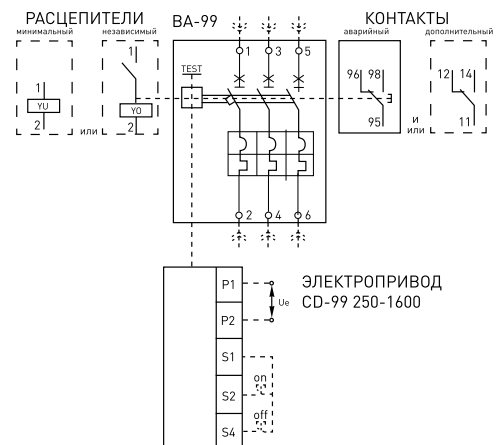 РАСЦЕПИТЕЛИ
ВА-99
КОНТАКТЫ
минимальный
независимый
аварийный
дополнительный
1
3
5
1
TEST
96 98
12 14
1
YU
YO
2
2
95
11
или
и
или
2
4
6
P1
ЭЛЕКТРОПРИВОД
Ue
CD-99 250-1600
P2
S1
on
S2
off
S4